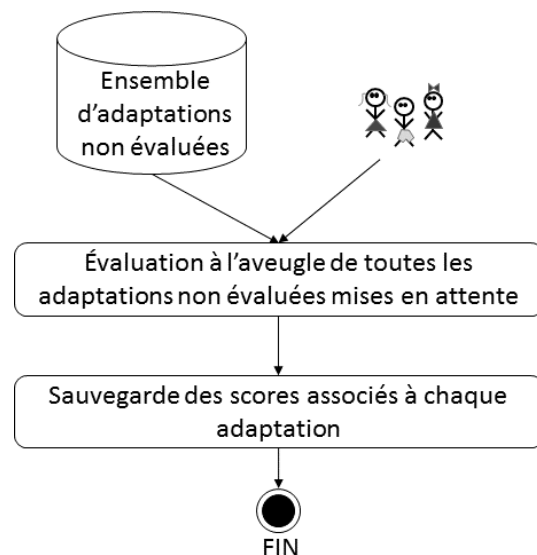 Ensemble
d’adaptations
non évaluées
Évaluation à l’aveugle de toutes les
adaptations non évaluées mises en attente
Sauvegarde des scores associés à chaque
adaptation
FIN